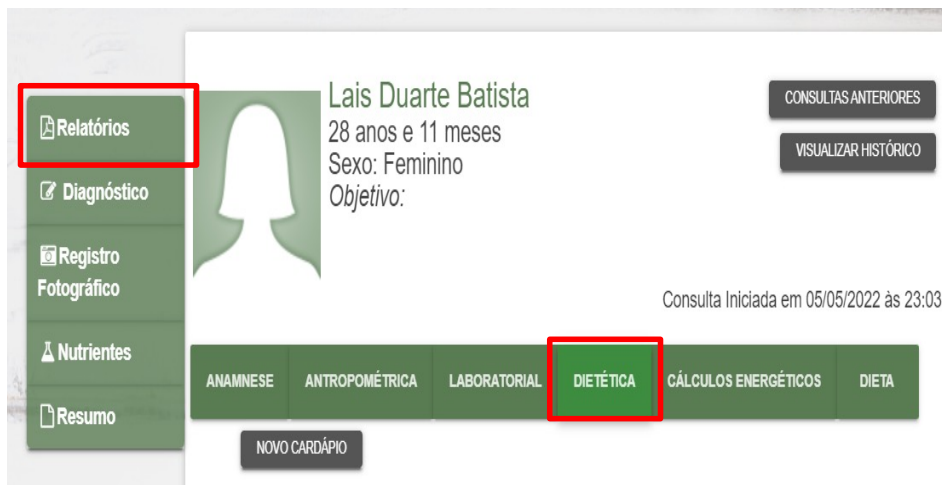 Relatórios
Diagnóstico
Registro
Fotográfico
Nutrientes
Resumo
Lais Duarte Batista
28 anos e 11 meses
Sexo: Feminino
Objetivo:
CONSULTAS ANTERIORES
VISUALIZAR HISTÓRICO
Consulta Iniciada em 05/05/2022 às 23:03
ANAMNESE ANTROPOMÉTRICA LABORATORIAL DIETÉTICA CÁLCULOS ENERGÉTICOS DIETA
NOVO CARDÁPIO